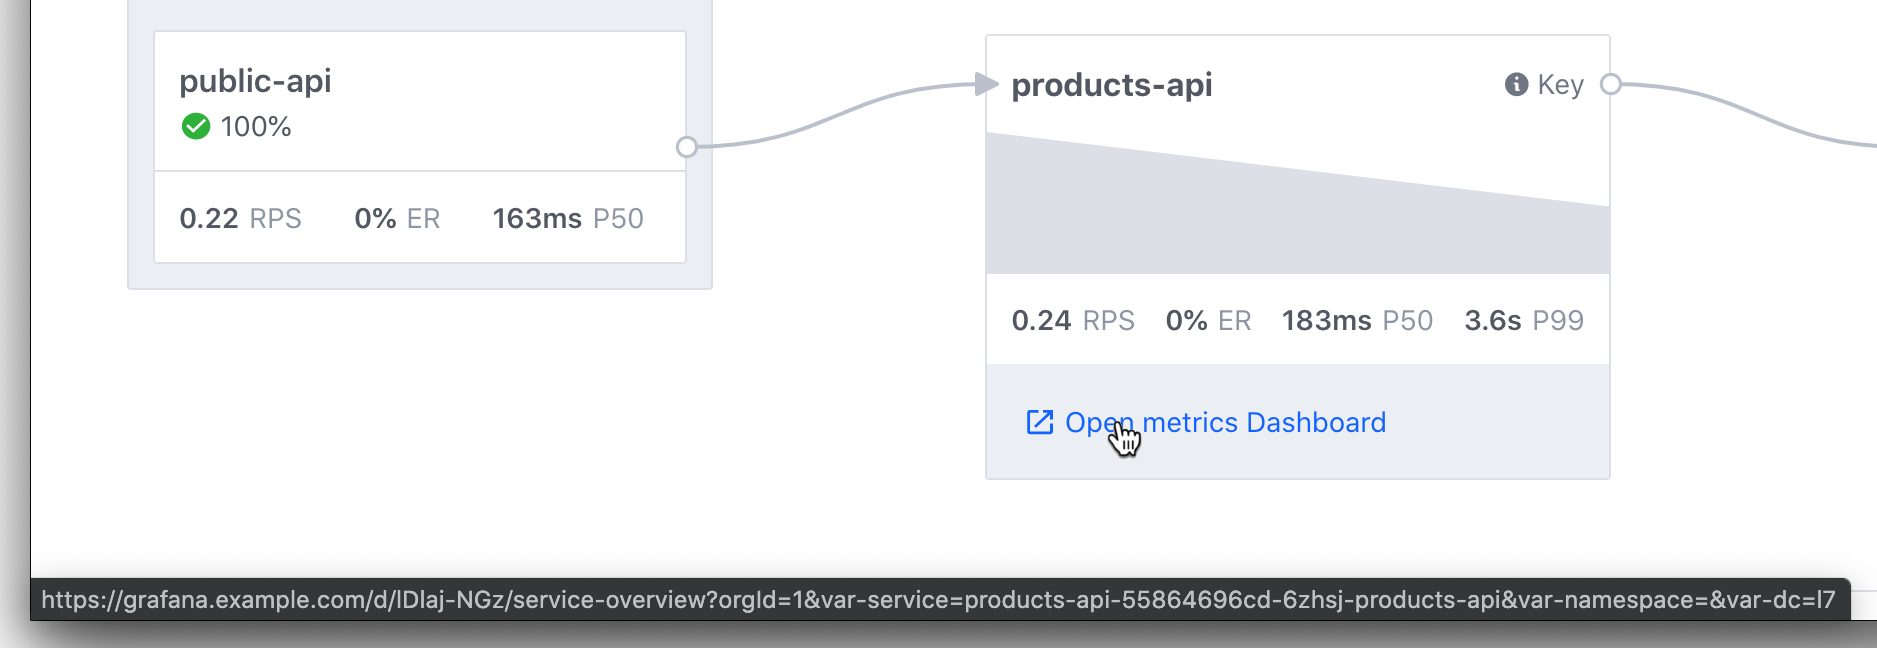 public-api
100%
0.22 RPS 0% ER 163ms P50
products-api
Key
0.24 RPS 0% ER 183ms P50 3.6s P99
Open metrics Dashboard
https://grafana.example.com/d/lDlaj-NGz/service-overview?orgId=1&var-service=products-api-55864696cd-6zhsj-products-api&var-namespace=&var-dc=l7